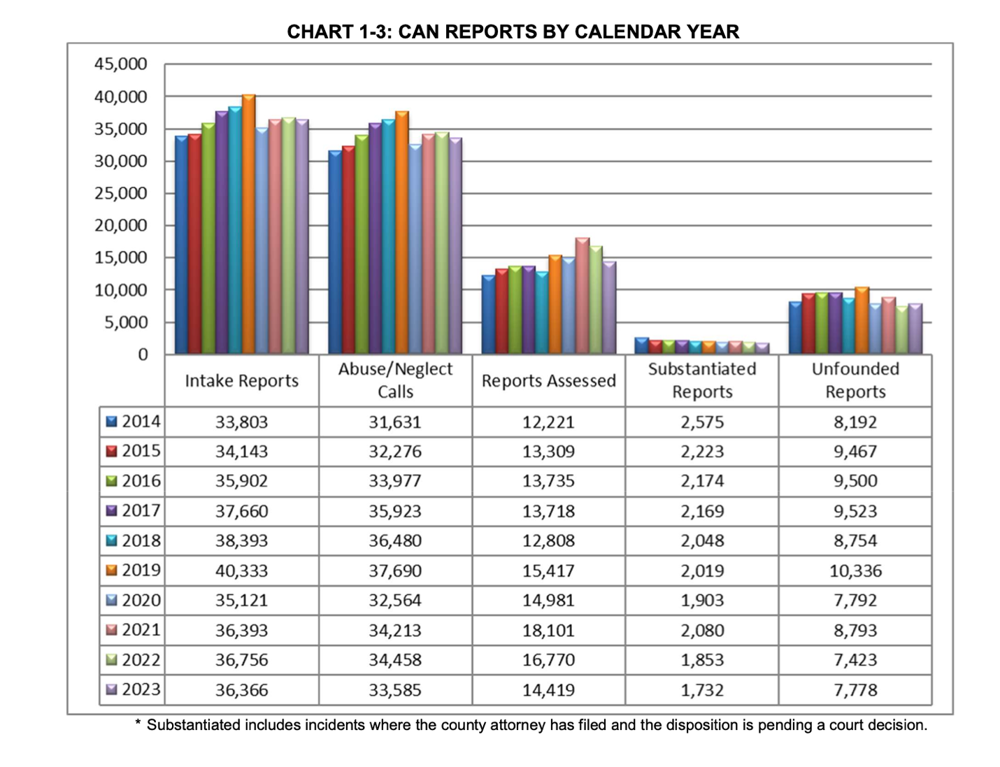 CHART 1-3: CAN REPORTS BY CALENDAR YEAR
45,000
40,000
35,000
30,000
25,000
20,000
15,000
10,000
5,000
0
Intake Reports
Abuse/Neglect
Calls
Reports Assessed
Substantiated
Reports
Unfounded
Reports
2014 33,803 31,631 12,221 2,575 8,192
2015 34,143 32,276 13,309 2,223 9,467
2016 35,902 33,977 13,735 2,174 9,500
2017 37,660 35,923 13,718 2,169 9,523
2018 38,393 36,480 12,808 2,048 8,754
2019 40,333 37,690 15,417 2,019 10,336
2020 35,121 32,564 14,981 1,903 7,792
2021 36,393 34,213 18,101 2,080 8,793
2022 36,756 34,458 16,770 1,853 7,423
2023 36,366 33,585 14,419 1,732 7,778
* Substantiated includes incidents where the county attorney has filed and the disposition is pending a court decision.